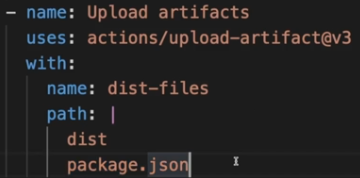 - name: Upload artifacts
uses: actions/upload-artifact@v3
with:
name: dist-files
path: |
dist
package.json